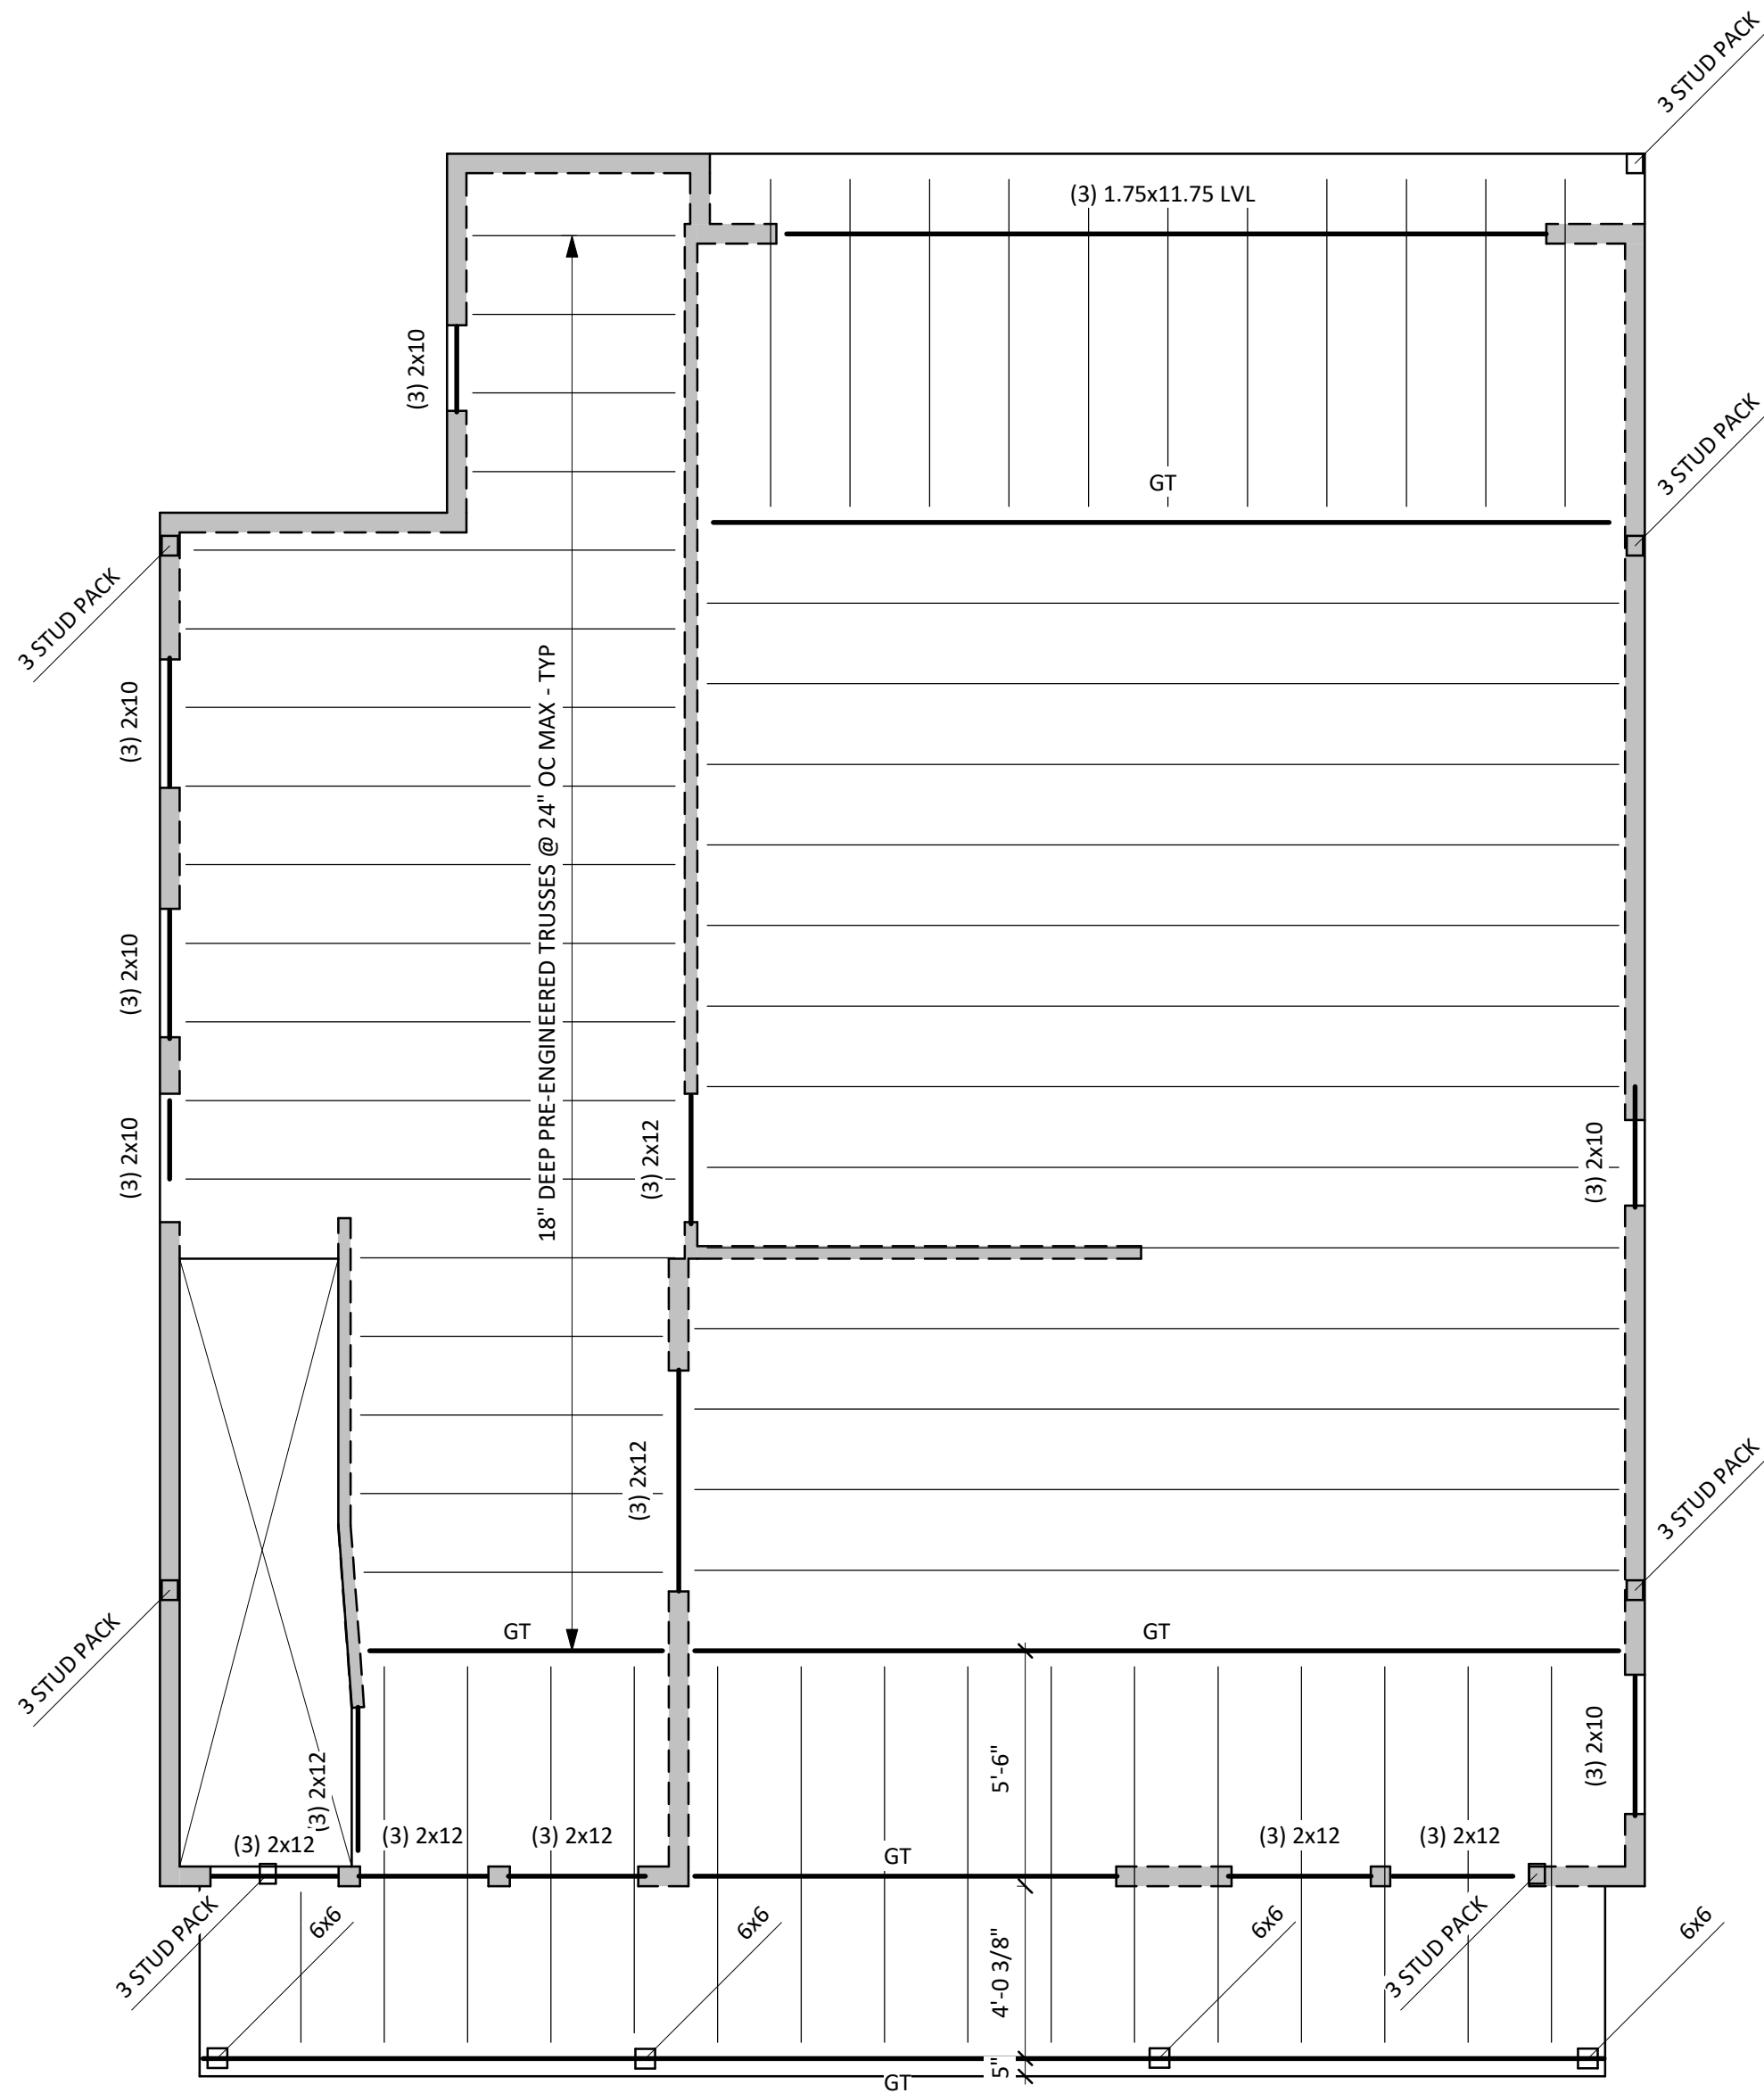 3 STUD PACK
(3) 1.75x11.75 LVL
(3) 2x10
3 STUD PACK
GT
3 STUD PACK
(3) 2x10
18" DEEP PRE-ENGINEERED TRUSSES @ 24" OC MAX - TYP
(3) 2x10
(3) 2x10
(3) 2x12
(3) 2x10
(3) 2x12
3 STUD PACK
3 STUD PACK
GT
GT
(3) 2x10
5'-6"
(3) 2x12
(3) 2x12
(3) 2x12
(3) 2x12
(3) 2x12
(3) 2x12
GT
3 STUD PACK
6x6
6x6
4'-0 3/8"
6x6
3 STUD PACK
6x6
5"
GT